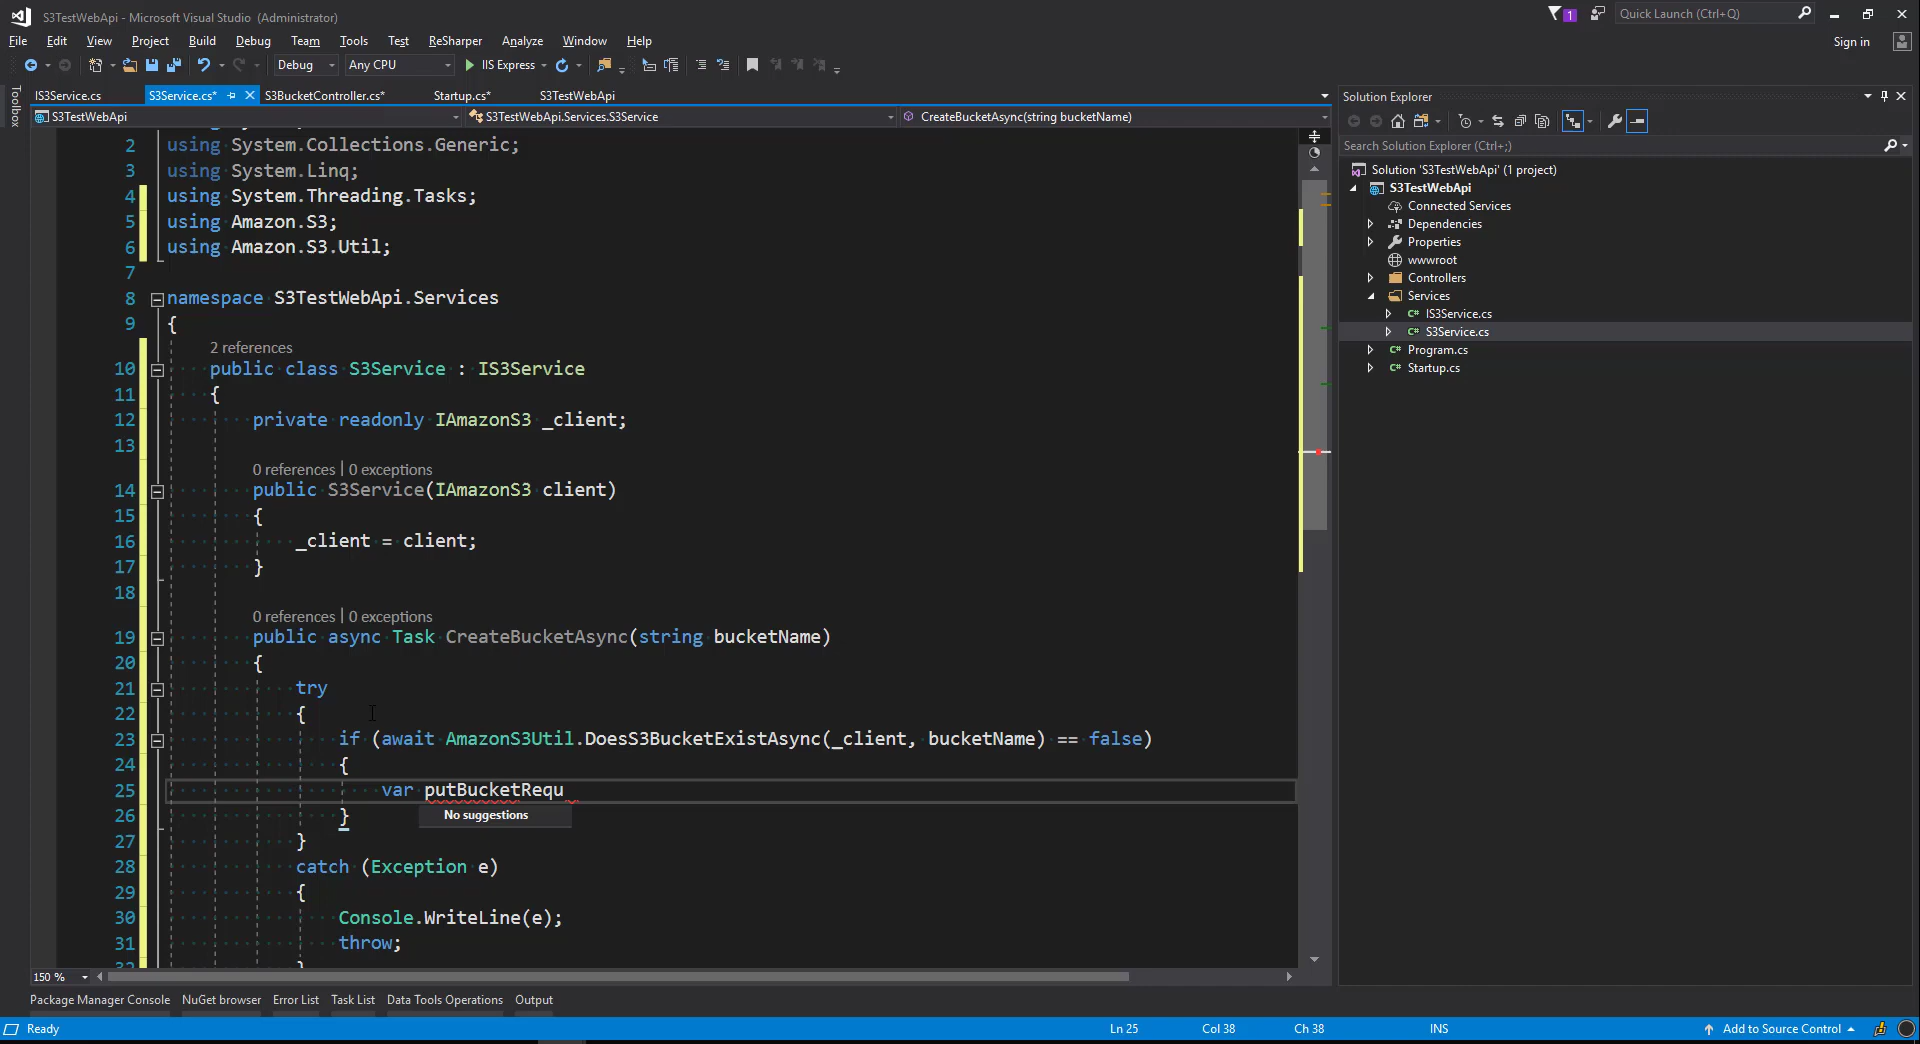 S3TestWebApi - Microsoft Visual Studio (Administrator)
1
Quick Launch (Ctrl+Q)
File Edit View Project Build Debug Team Tools Test ReSharper Analyze Window Help
Sign in
Debug Any CPU IIS Express
Toolbox
IS3Service.cs S3Service.cs* S3BucketController.cs* Startup.cs* S3TestWebApi
S3TestWebApi S3TestWebApi.Services.S3Service CreateBucketAsync(string bucketName)
2 using System.Collections.Generic;
3 using System.Linq;
4 using System.Threading.Tasks;
5 using Amazon.S3;
6 using Amazon.S3.Util;
7
8 namespace S3TestWebApi.Services
9 {
2 references
10 public class S3Service : IS3Service
11 {
12 private readonly IAmazonS3 _client;
13
0 references | 0 exceptions
14 public S3Service(IAmazonS3 client)
15 {
16 _client = client;
17 }
18
0 references | 0 exceptions
19 public async Task CreateBucketAsync(string bucketName)
20 {
21 try
22 {
23 if (await AmazonS3Util.DoesS3BucketExistAsync(_client, bucketName) == false)
24 {
25 var putBucketRequ
26 }
No suggestions
27 }
28 catch (Exception e)
29 {
30 Console.WriteLine(e);
31 throw;
32 }
150 %
Solution Explorer
Search Solution Explorer (Ctrl+;)
Solution 'S3TestWebApi' (1 project)
S3TestWebApi
Connected Services
Dependencies
Properties
wwwroot
Controllers
Services
C# IS3Service.cs
C# S3Service.cs
C# Program.cs
C# Startup.cs
Package Manager Console NuGet browser Error List Task List Data Tools Operations Output
Ready Ln 25 Col 38 Ch 38 INS Add to Source Control